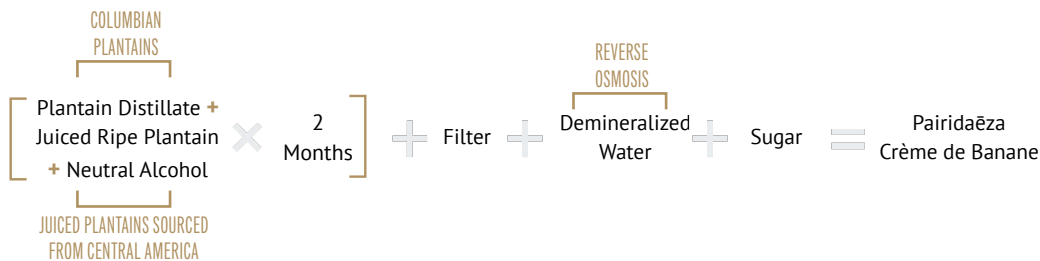 COLUMBIAN
PLANTAINS
Plantain Distillate +
Juiced Ripe Plantain
+ Neutral Alcohol
JUICED PLANTAINS SOURCED
FROM CENTRAL AMERICA
×
2
Months
+
Filter
+
REVERSE
OSMOSIS
Demineralized
Water
+
Sugar
=
Pairidaēza
Crème de Banane